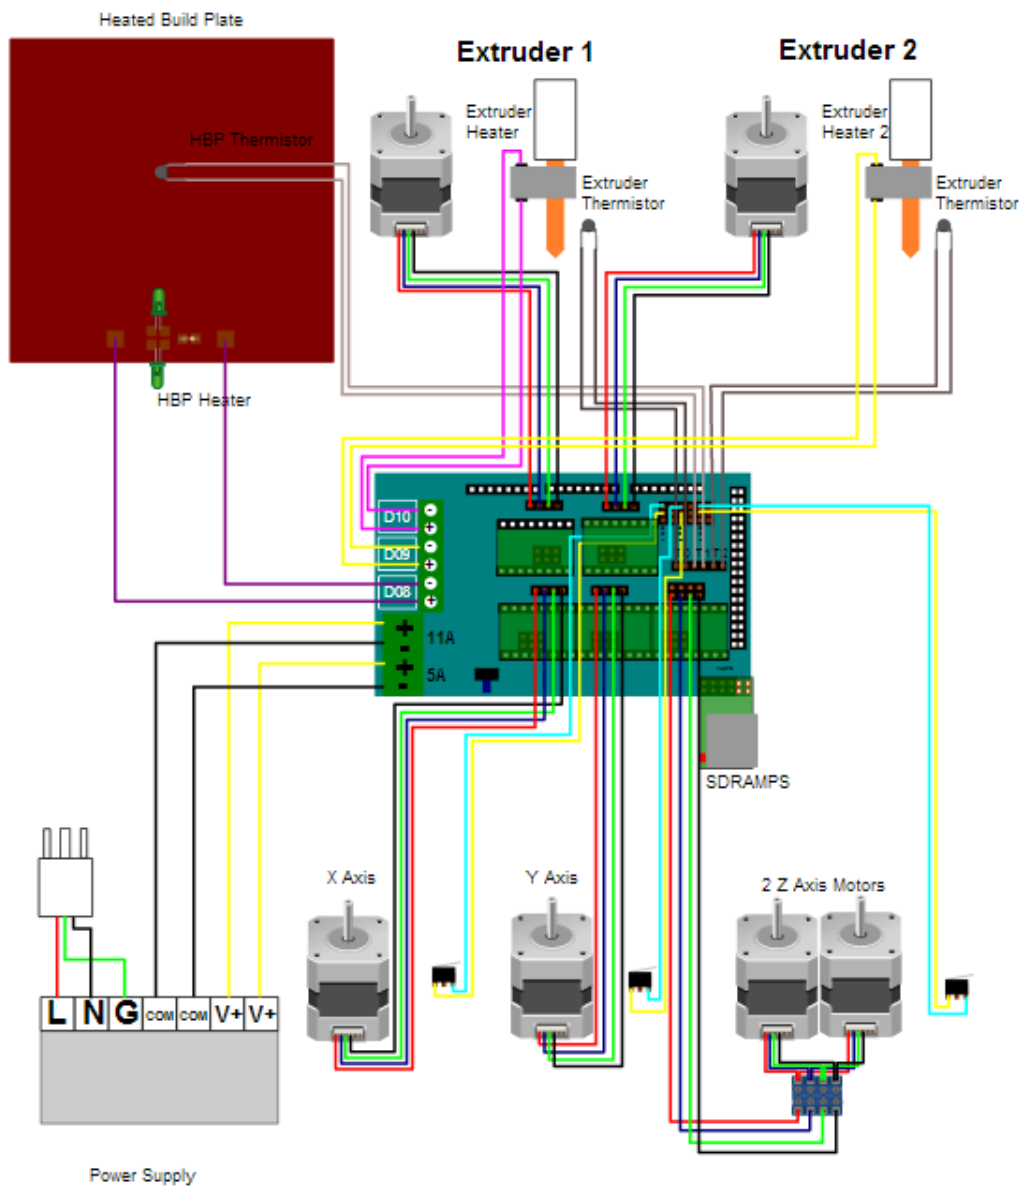 Heated Build Plate
Extruder 1
Extruder 2
Extruder
Heater
Extruder
Heater 2
HBP Thermistor
Extruder
Thermistor
Extruder
Thermistor
HBP Heater
D10
-
+
D09
-
+
D08
-
+
T1
+
11A
-
+
5A
-
SDRAMPS
X Axis
Y Axis
2 Z Axis Motors
L N G COM COM V+ V+
Power Supply